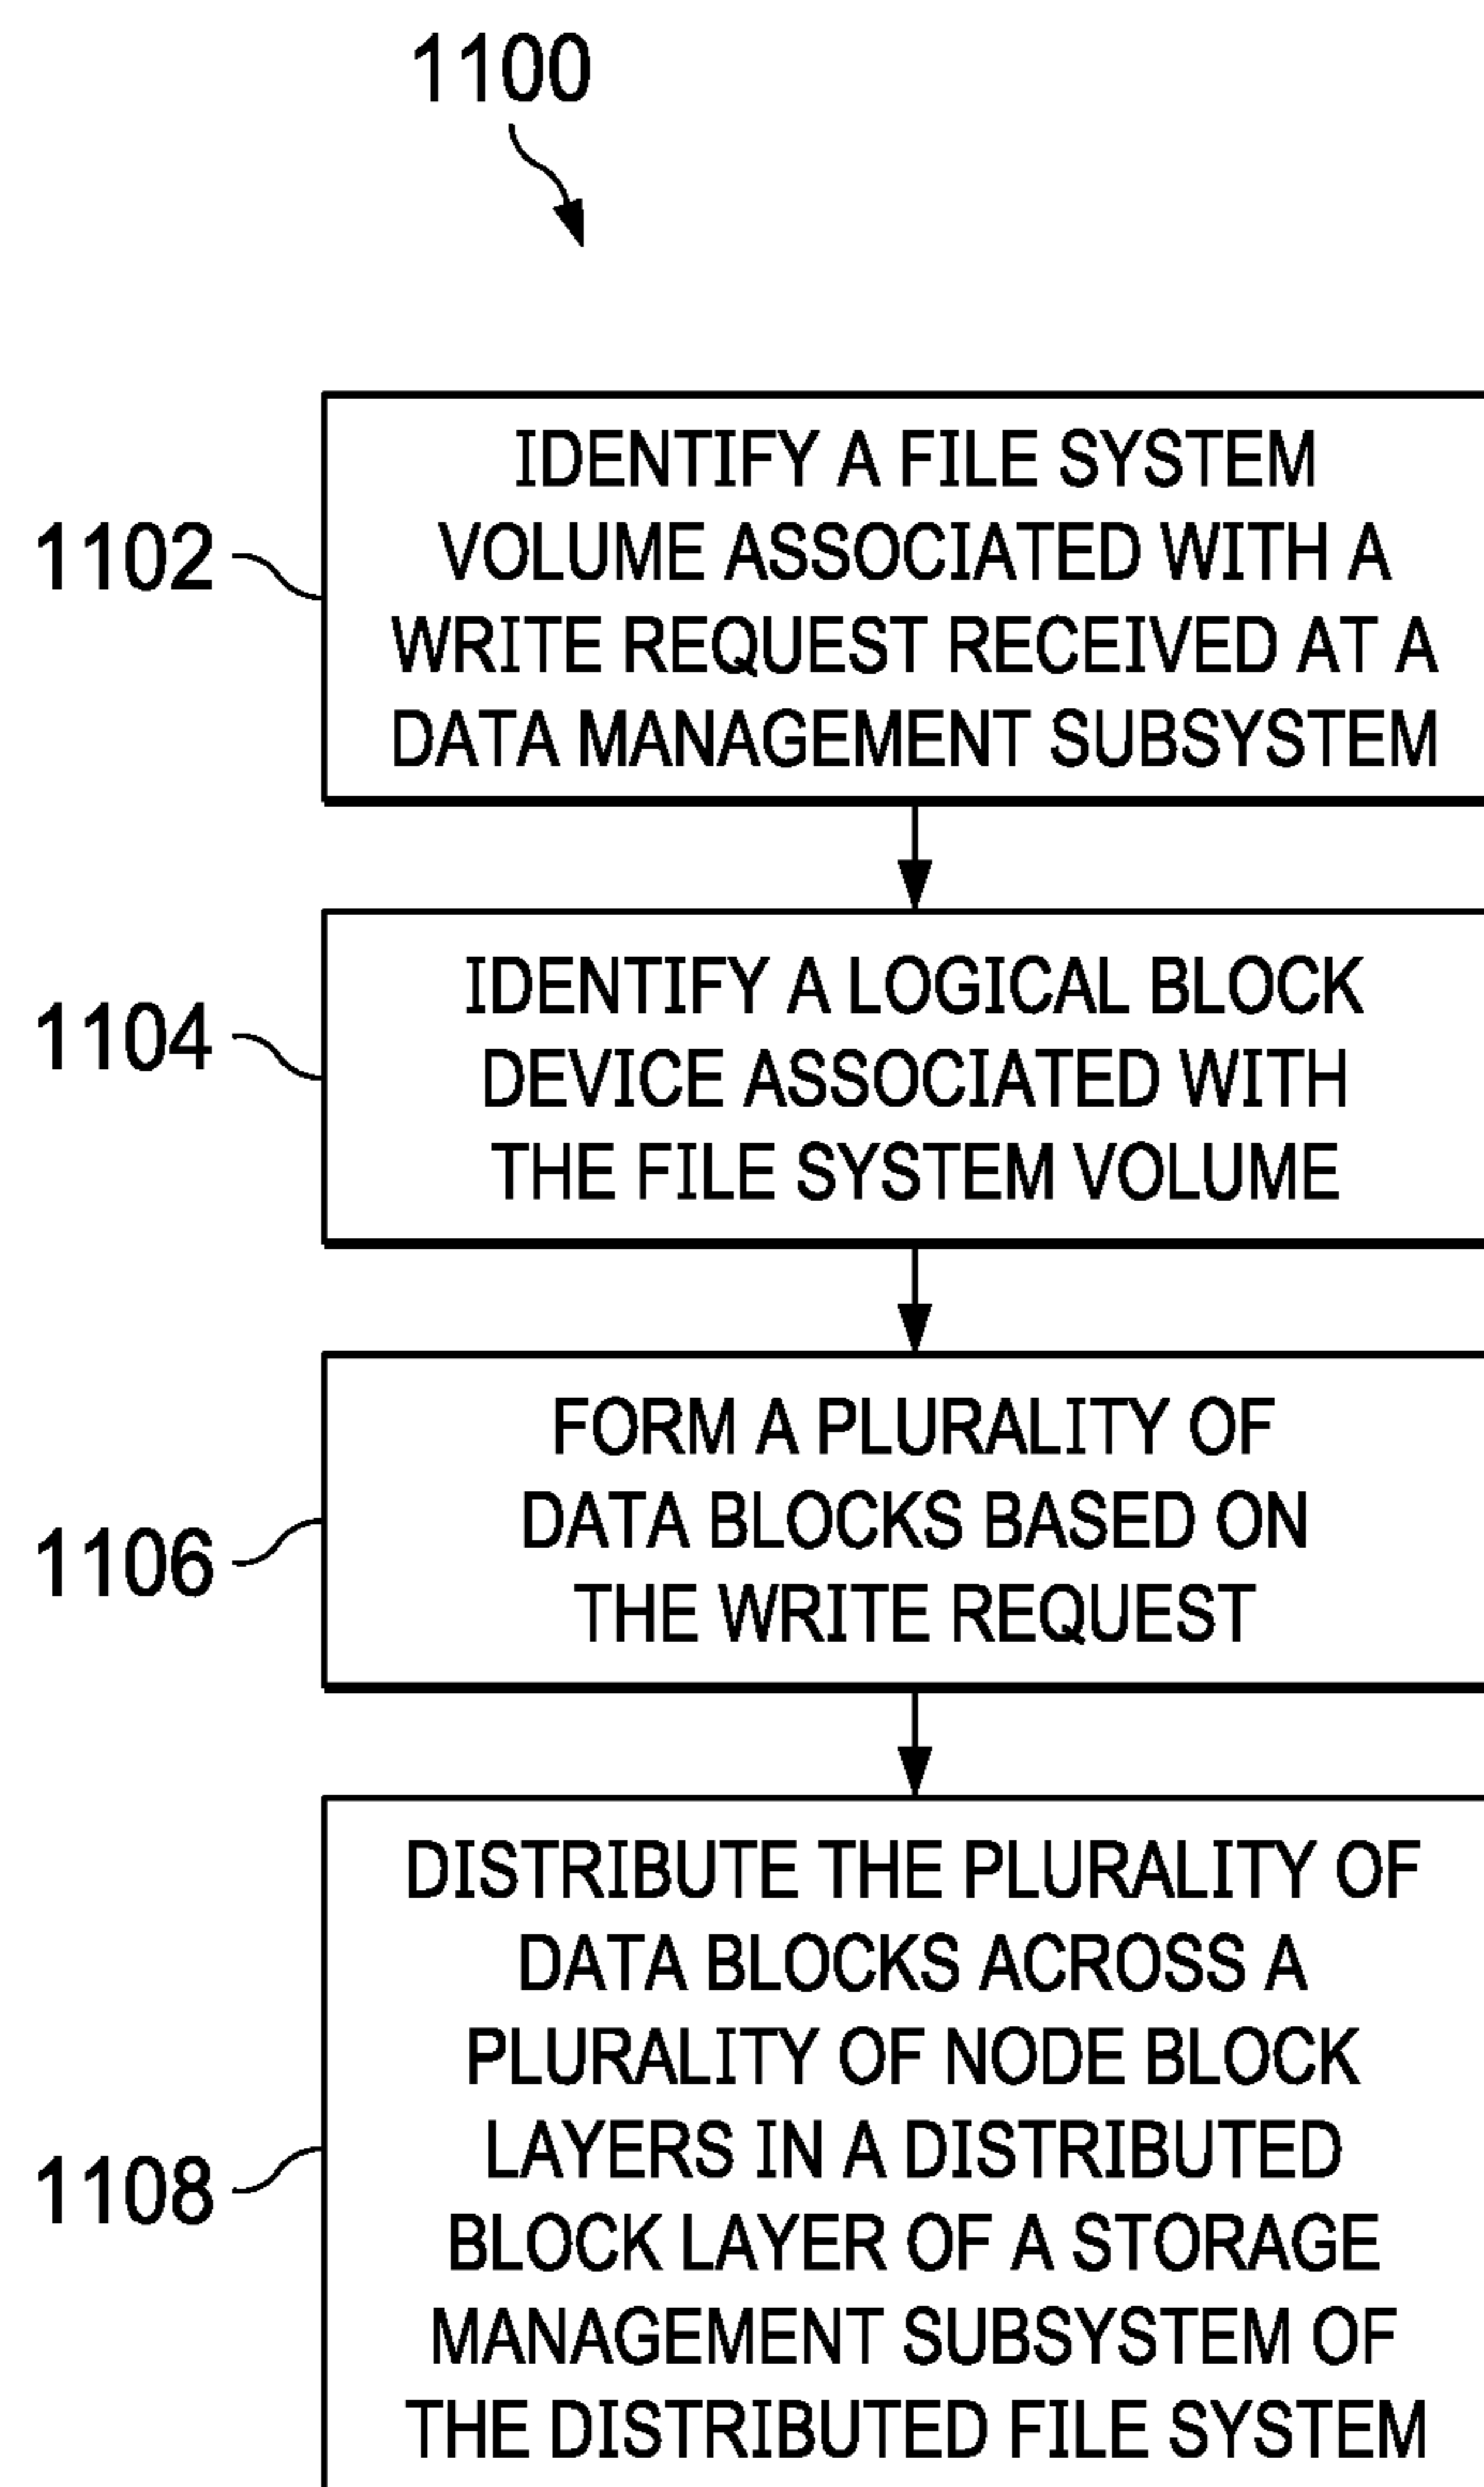 1100
1102
IDENTIFY A FILE SYSTEM
VOLUME ASSOCIATED WITH A
WRITE REQUEST RECEIVED AT A
DATA MANAGEMENT SUBSYSTEM
1104
IDENTIFY A LOGICAL BLOCK
DEVICE ASSOCIATED WITH
THE FILE SYSTEM VOLUME
1106
FORM A PLURALITY OF
DATA BLOCKS BASED ON
THE WRITE REQUEST
1108
DISTRIBUTE THE PLURALITY OF
DATA BLOCKS ACROSS A
PLURALITY OF NODE BLOCK
LAYERS IN A DISTRIBUTED
BLOCK LAYER OF A STORAGE
MANAGEMENT SUBSYSTEM OF
THE DISTRIBUTED FILE SYSTEM